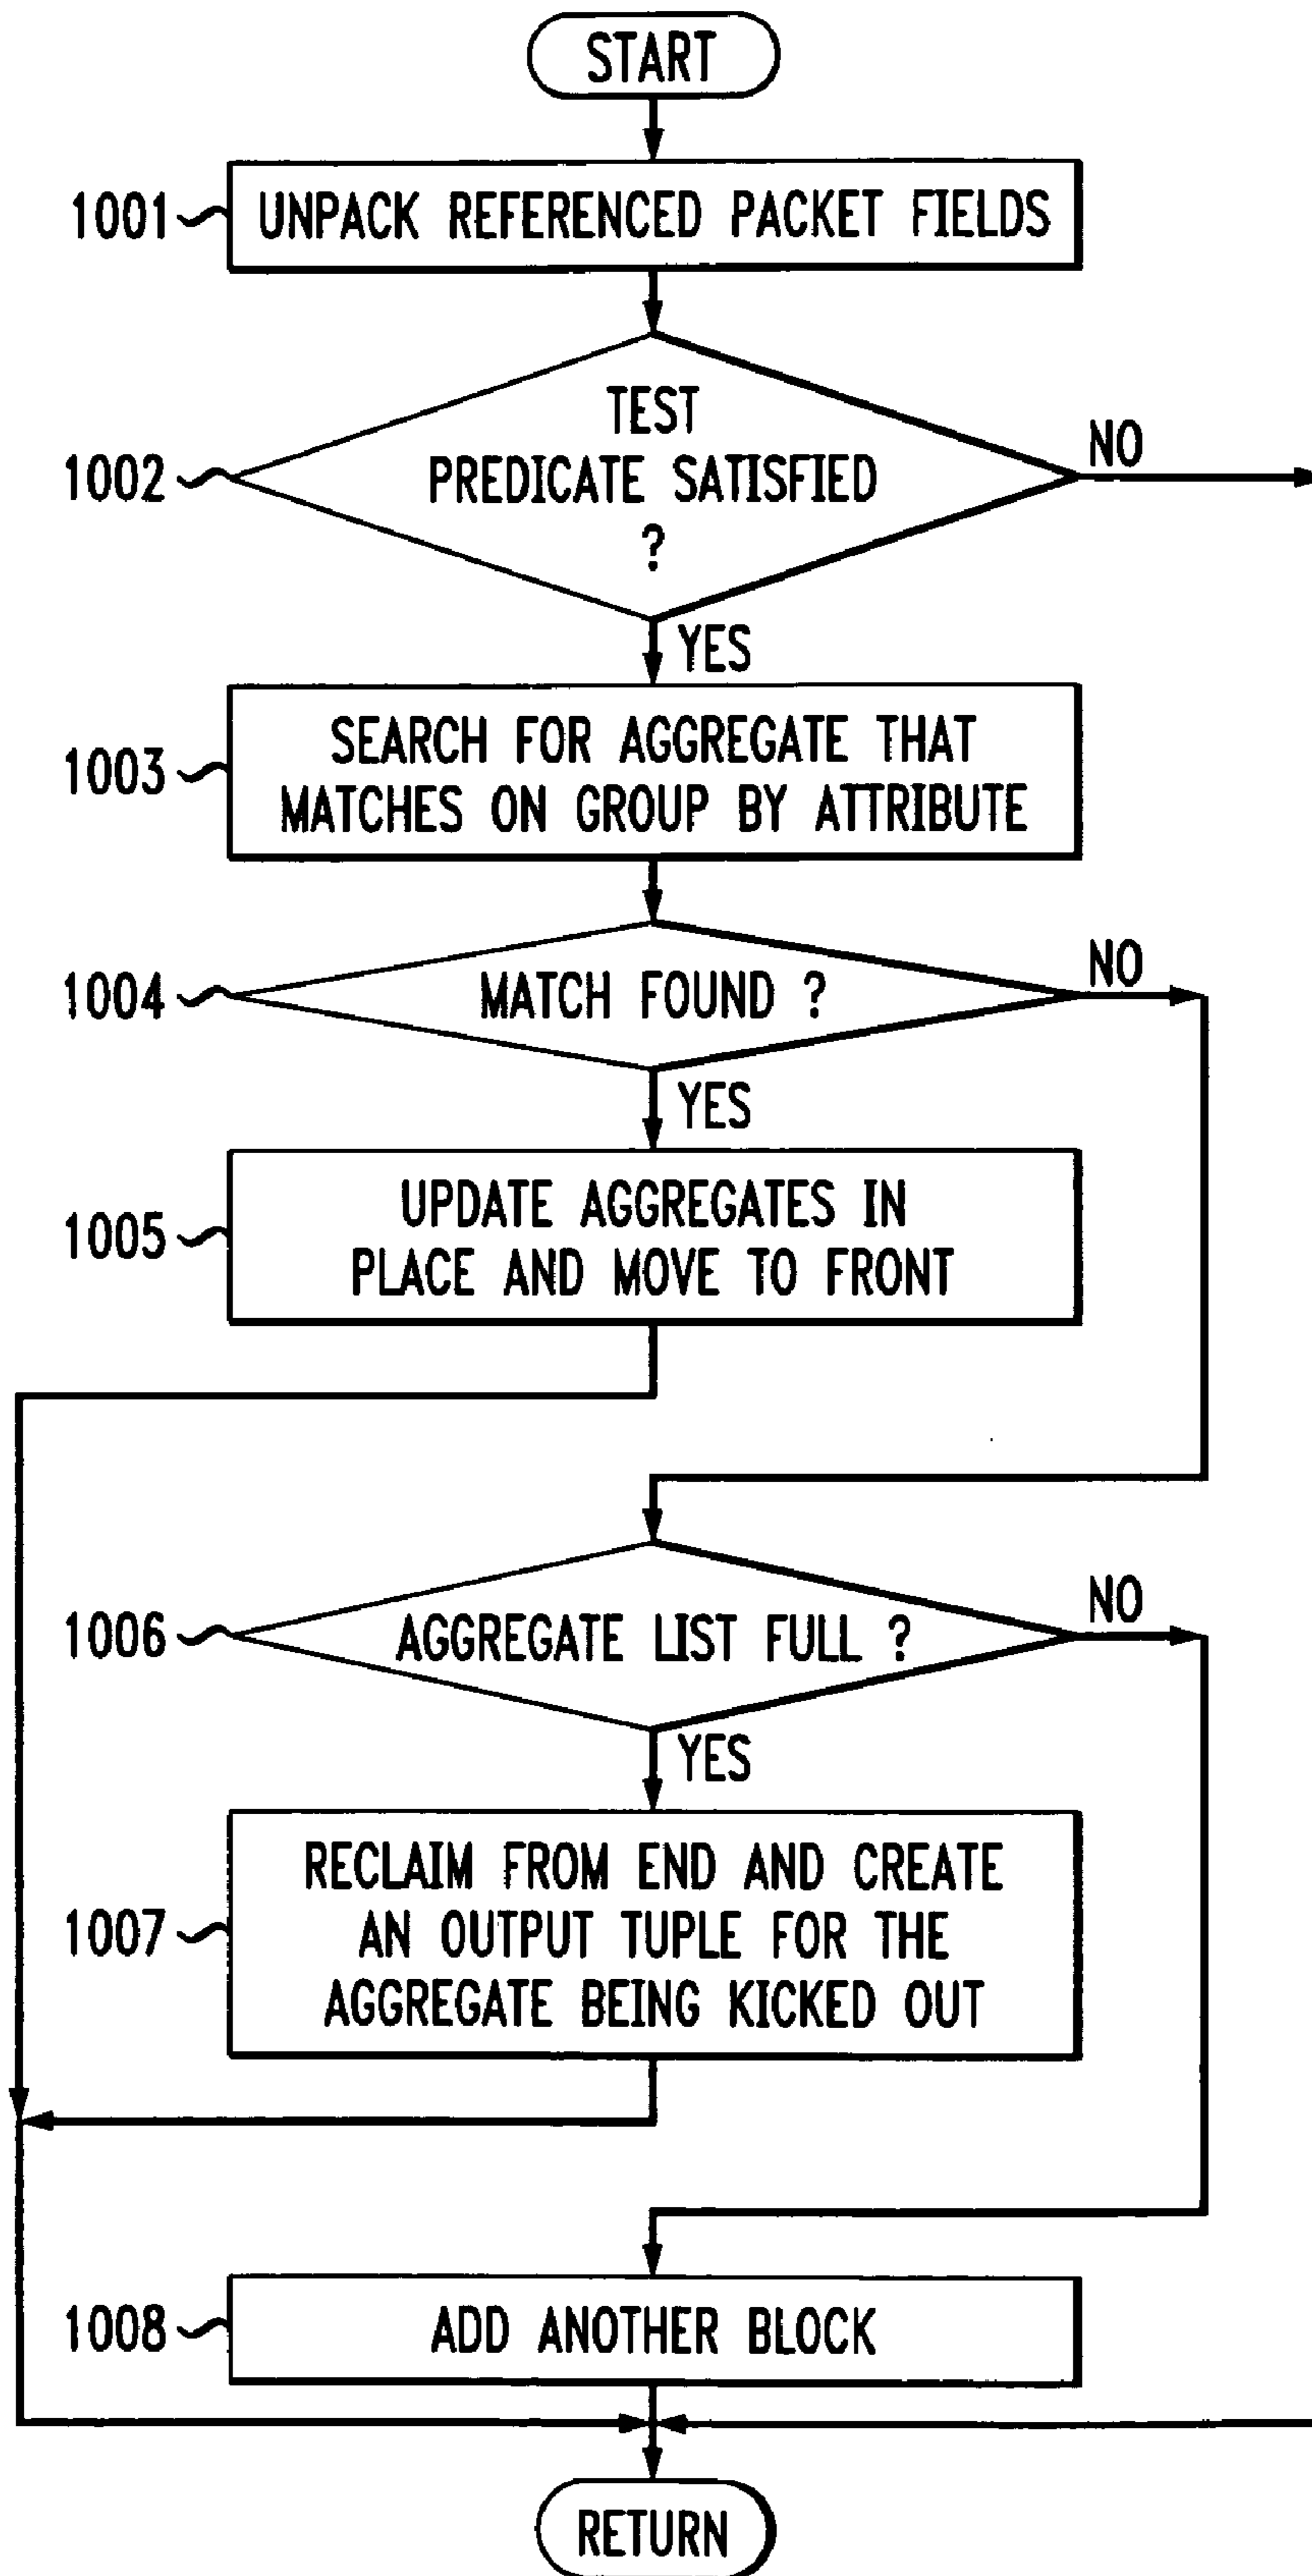 START
1001
UNPACK REFERENCED PACKET FIELDS
TEST
PREDICATE SATISFIED
?
1002
NO
YES
SEARCH FOR AGGREGATE THAT
MATCHES ON GROUP BY ATTRIBUTE
1003
MATCH FOUND ?
1004
NO
YES
UPDATE AGGREGATES IN
PLACE AND MOVE TO FRONT
1005
AGGREGATE LIST FULL ?
1006
NO
YES
RECLAIM FROM END AND CREATE
AN OUTPUT TUPLE FOR THE
AGGREGATE BEING KICKED OUT
1007
ADD ANOTHER BLOCK
1008
RETURN